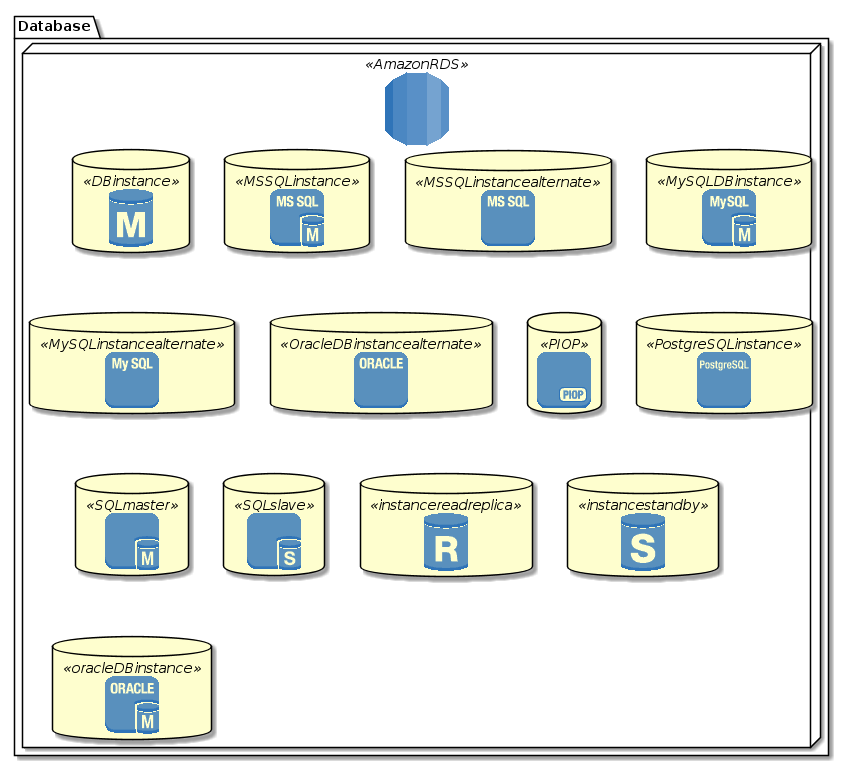 Database
«AmazonRDS»
«DBinstance»
M
«MSSQLinstance»
MS SQL
M
«MSSQLinstancealternate»
MS SQL
«MySQLDBinstance»
MySQL
M
«MySQLinstancealternate»
My SQL
«OracleDBinstancealternate»
ORACLE
«PIOP»
PIOP
«PostgreSQLinstance»
PostgreSQL
«SQLmaster»
M
«SQLslave»
S
«instancereadreplica»
R
«instancestandby»
S
«oracleDBinstance»
ORACLE
M